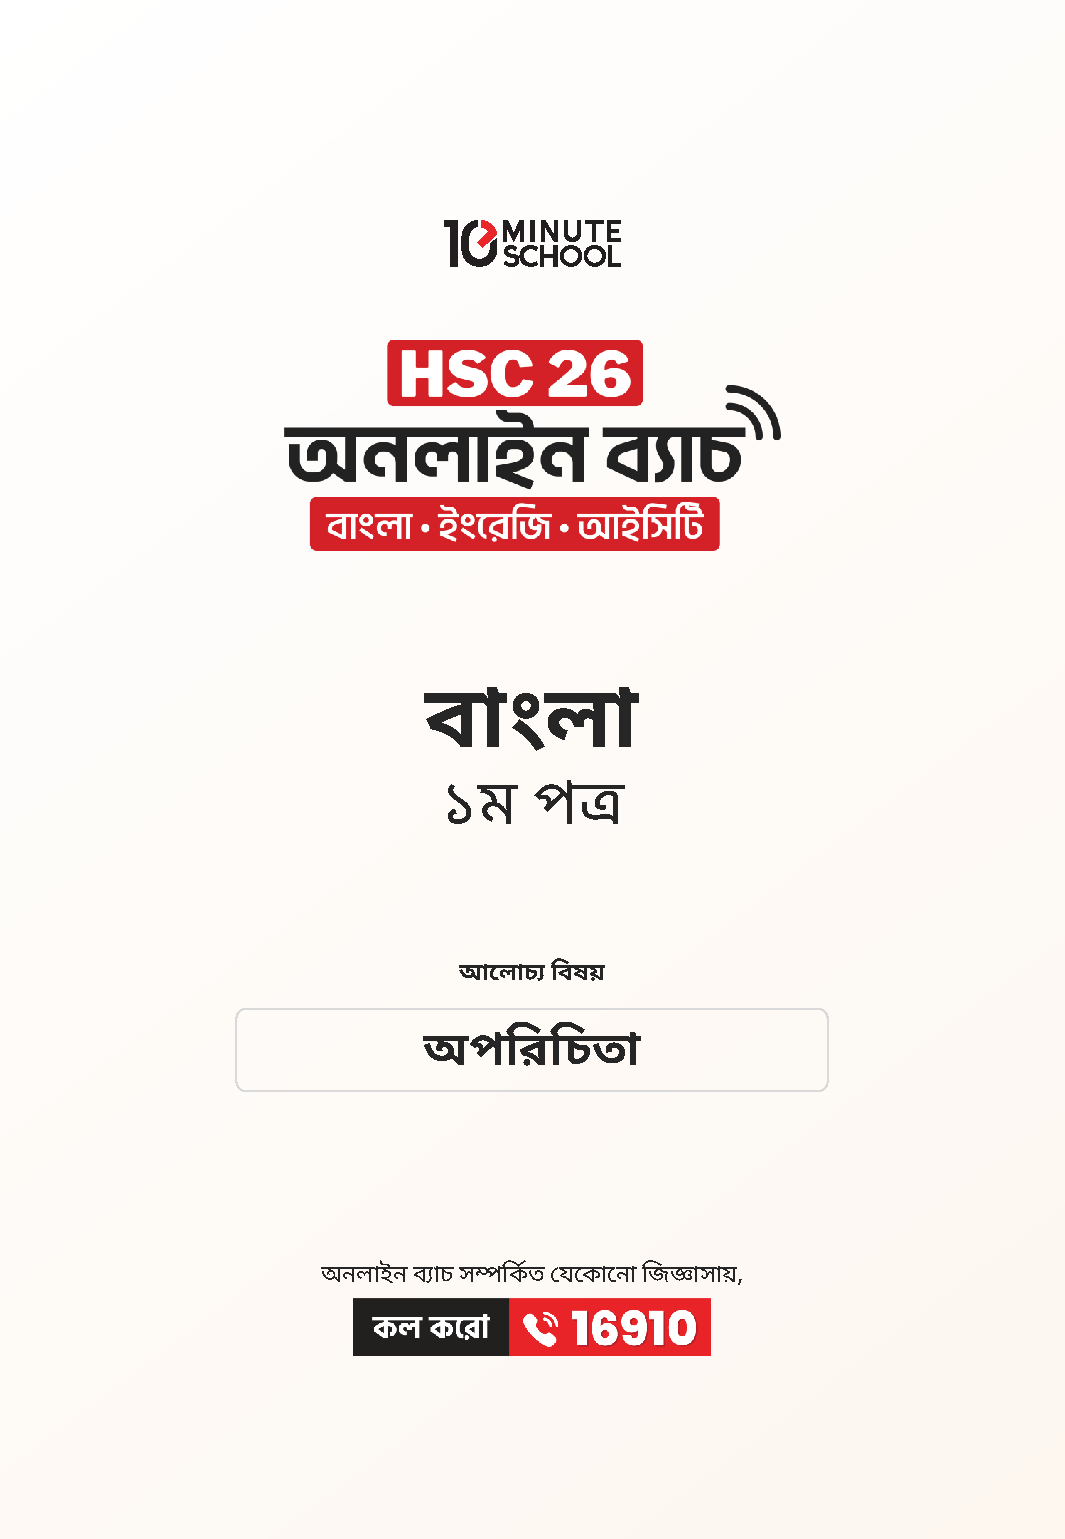 10 MINUTE SCHOOL
HSC 26
অনলাইন ব্যাচ
বাংলা • ইংরেজি • আইসিটি
বাংলা
১ম পত্র
আলোচ্য বিষয়
অপরিচিতা
অনলাইন ব্যাচ সম্পর্কিত যেকোনো জিজ্ঞাসায়,
কল করো 16910